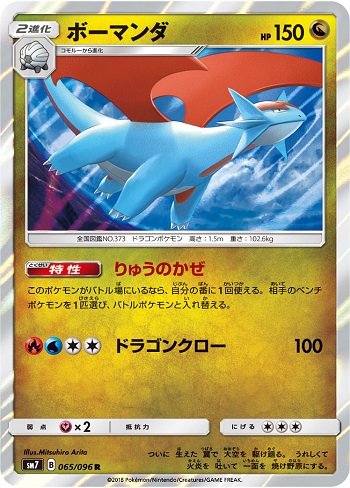 2進化
ボーマンダ
HP 150
コモルーから進化
全国図鑑NO.373 ドラゴンポケモン 高さ：1.5m 重さ：102.6kg
とくせい
特性 りゅうのかぜ
このポケモンがバトル場にいるなら、自分の番に1回使える。相手のベンチ
ポケモンを1匹選び、バトルポケモンと入れ替える。
ドラゴンクロー 100
弱点 ×2 抵抗力 にげる
Illus.Mitsuhiro Arita
sm7 B 065/096 R
ついに 生えた 翼で 大空を 駆け回る。うれしくて
火炎を 吐いて 一面を 焼け野原にする。
©2018 Pokémon/Nintendo/Creatures/GAME FREAK.